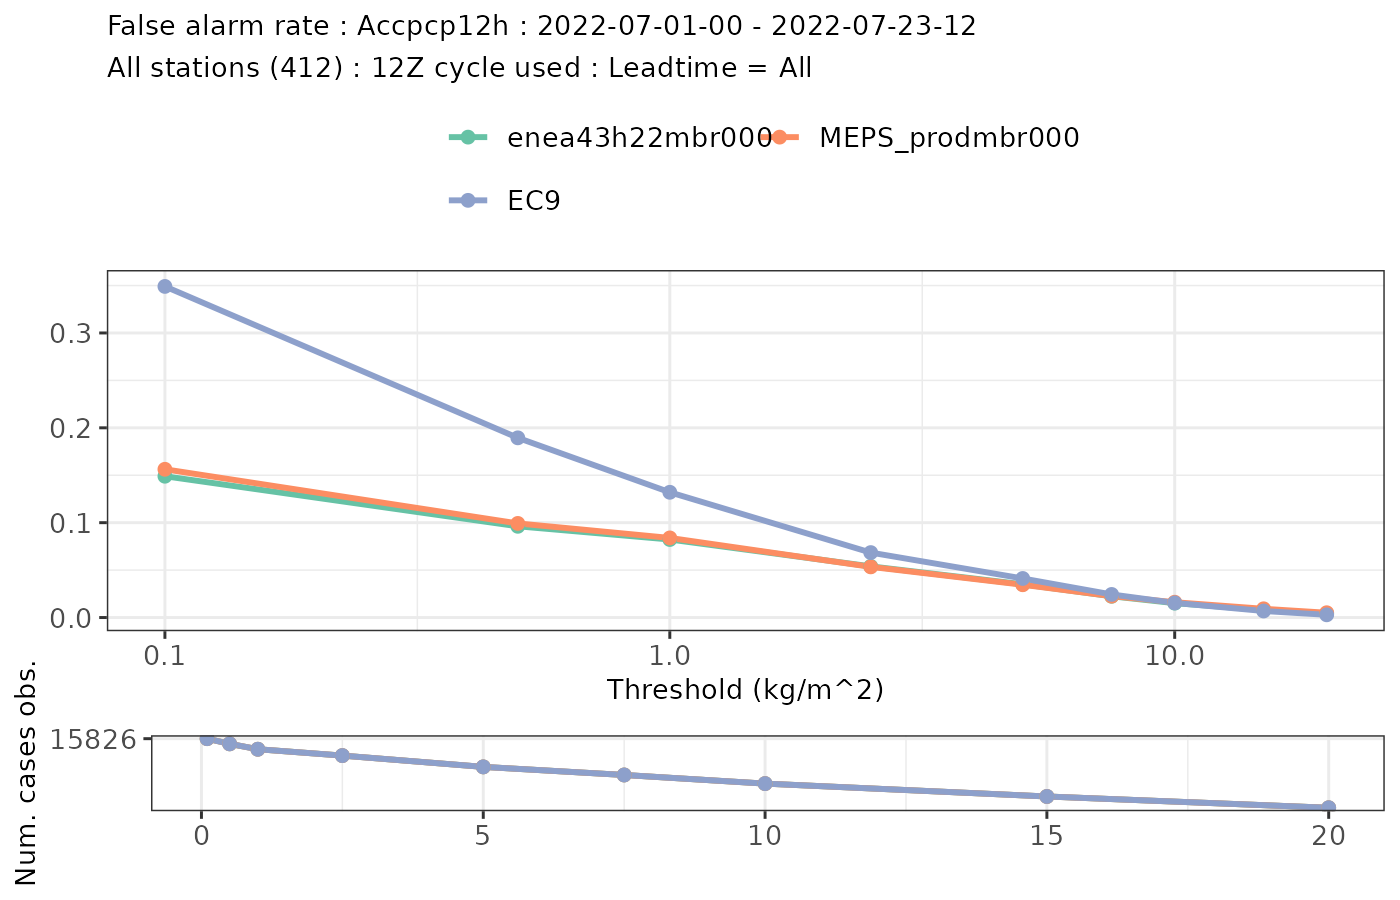 False alarm rate : Accpcp12h : 2022-07-01-00 - 2022-07-23-12
All stations (412) : 12Z cycle used : Leadtime = All
enea43h22mbr000 MEPS_prodmbr000
EC9
0.3
0.2
0.1
0.0
0.1 1.0 10.0
Threshold (kg/m^2)
Num. cases obs.
15826
0 5 10 15 20